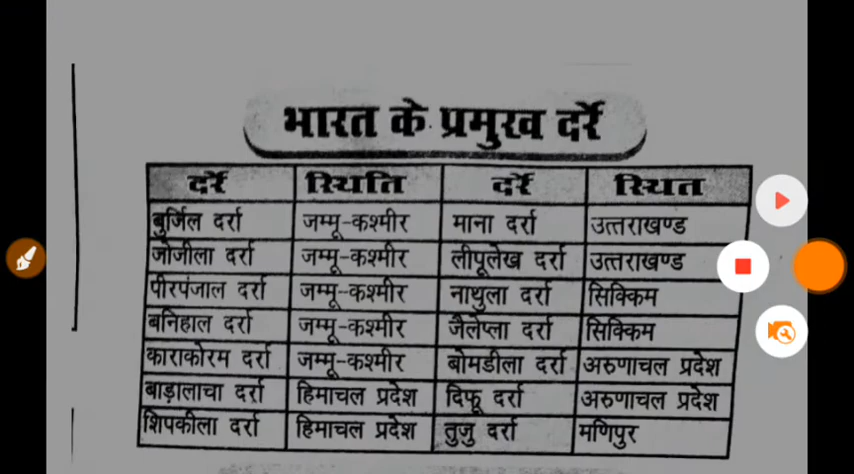 भारत के प्रमुख दर्रे
दर्रे स्थिति दर्रे स्थित
बुर्जिल दर्रा जम्मू-कश्मीर माना दर्रा उत्तराखण्ड
जोजीला दर्रा जम्मू-कश्मीर लीपूलेख दर्रा उत्तराखण्ड
पीरपंजाल दर्रा जम्मू-कश्मीर नाथुला दर्रा सिक्किम
बनिहाल दर्रा जम्मू-कश्मीर जैलेप्ला दर्रा सिक्किम
काराकोरम दर्रा जम्मू-कश्मीर बोमडीला दर्रा अरुणाचल प्रदेश
बाड़ालाचा दर्रा हिमाचल प्रदेश दिफू दर्रा अरुणाचल प्रदेश
शिपकीला दर्रा हिमाचल प्रदेश तुजु दर्रा मणिपुर